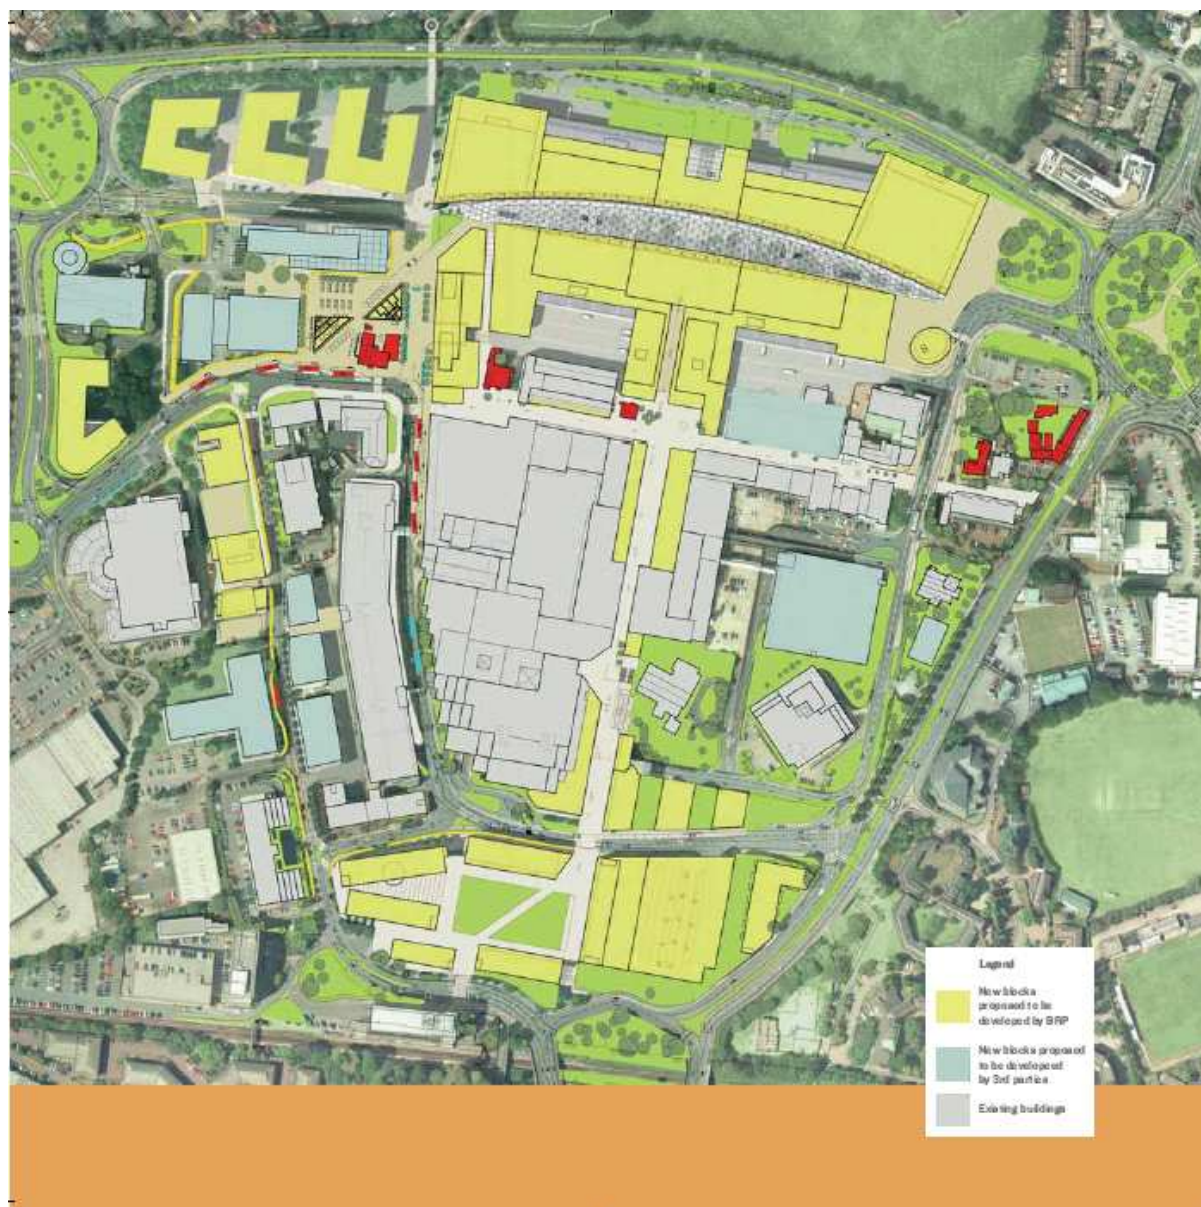 Legend
New blocks
proposed to be
developed by BRP
New blocks proposed
to be developed
by 3rd parties
Existing buildings